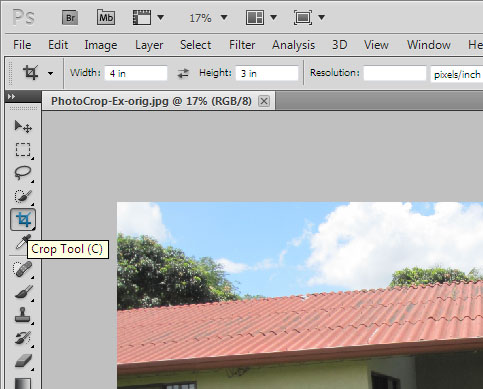 Ps Br Mb 17%
File Edit Image Layer Select Filter Analysis 3D View Window He
Width: 4 in Height: 3 in Resolution: pixels/inch
PhotoCrop-Ex-orig.jpg @ 17% (RGB/8)
Crop Tool (C)